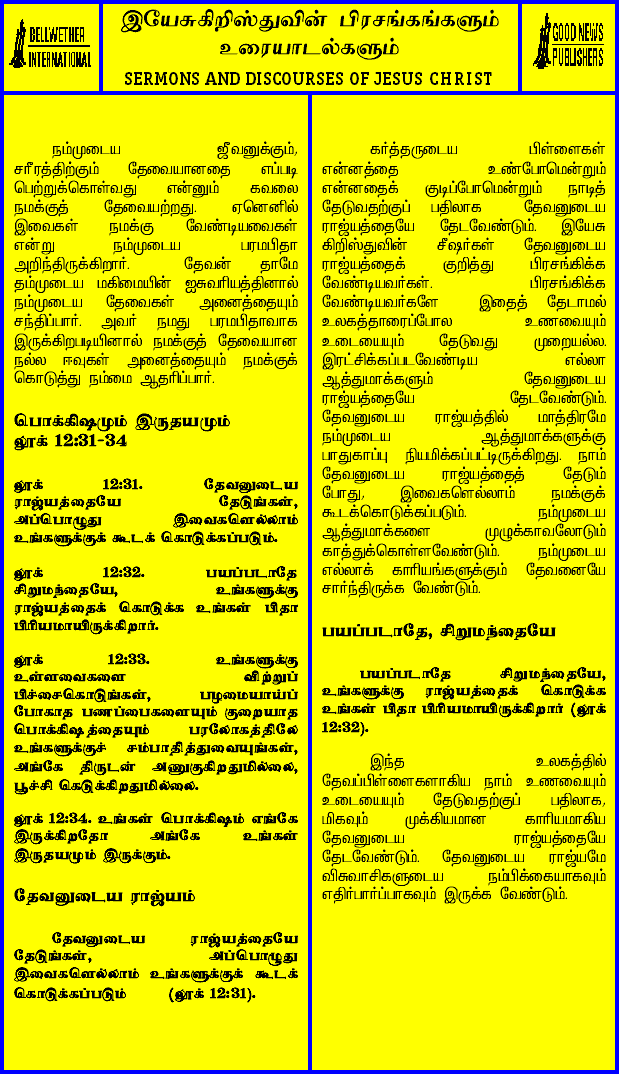 BELLWETHER
INTERNATIONAL
இயேசுகிறிஸ்துவின் பிரசங்கங்களும்
உரையாடல்களும்
SERMONS AND DISCOURSES OF JESUS CHRIST
GOOD NEWS
PUBLISHERS
நம்முடைய ஜீவனுக்கும்,
சரீரத்திற்கும் தேவையானதை எப்படி
பெற்றுக்கொள்வது என்னும் கவலை
நமக்குத் தேவையற்றது. ஏனெனில்
இவைகள் நமக்கு வேண்டியவைகள்
என்று நம்முடைய பரமபிதா
அறிந்திருக்கிறார். தேவன் தாமே
தம்முடைய மகிமையின் ஐசுவரியத்தினால்
நம்முடைய தேவைகள் அனைத்தையும்
சந்திப்பார். அவர் நமது பரமபிதாவாக
இருக்கிறபடியினால் நமக்குத் தேவையான
நல்ல ஈவுகள் அனைத்தையும் நமக்குக்
கொடுத்து நம்மை ஆதரிப்பார்.
பொக்கிஷமும் இருதயமும்
லூக் 12:31-34
லூக் 12:31. தேவனுடைய
ராஜ்யத்தையே தேடுங்கள்,
அப்பொழுது இவைகளெல்லாம்
உங்களுக்குக் கூடக் கொடுக்கப்படும்.
லூக் 12:32. பயப்படாதே
சிறுமந்தையே, உங்களுக்கு
ராஜ்யத்தைக் கொடுக்க உங்கள் பிதா
பிரியமாயிருக்கிறார்.
லூக் 12:33. உங்களுக்கு
உள்ளவைகளை விற்றுப்
பிச்சைகொடுங்கள், பழமையாய்ப்
போகாத பணப்பைகளையும் குறையாத
பொக்கிஷத்தையும் பரலோகத்திலே
உங்களுக்குச் சம்பாதித்துவையுங்கள்,
அங்கே திருடன் அணுகுகிறதுமில்லை,
பூச்சி கெடுக்கிறதுமில்லை.
லூக் 12:34. உங்கள் பொக்கிஷம் எங்கே
இருக்கிறதோ அங்கே உங்கள்
இருதயமும் இருக்கும்.
தேவனுடைய ராஜ்யம்
தேவனுடைய ராஜ்யத்தையே
தேடுங்கள், அப்பொழுது
இவைகளெல்லாம் உங்களுக்குக் கூடக்
கொடுக்கப்படும் (லூக் 12:31).
கர்த்தருடைய பிள்ளைகள்
என்னத்தை உண்போமென்றும்
என்னதைக் குடிப்போமென்றும் நாடித்
தேடுவதற்குப் பதிலாக தேவனுடைய
ராஜ்யத்தையே தேடவேண்டும். இயேசு
கிறிஸ்துவின் சீஷர்கள் தேவனுடைய
ராஜ்யத்தைக் குறித்து பிரசங்கிக்க
வேண்டியவர்கள். பிரசங்கிக்க
வேண்டியவர்களே இதைத் தேடாமல்
உலகத்தாரைப்போல உணவையும்
உடையையும் தேடுவது முறையல்ல.
இரட்சிக்கப்படவேண்டிய எல்லா
ஆத்துமாக்களும் தேவனுடைய
ராஜ்யத்தையே தேடவேண்டும்.
தேவனுடைய ராஜ்யத்தில் மாத்திரமே
நம்முடைய ஆத்துமாக்களுக்கு
பாதுகாப்பு நியமிக்கப்பட்டிருக்கிறது. நாம்
தேவனுடைய ராஜ்யத்தைத் தேடும்
போது, இவைகளெல்லாம் நமக்குக்
கூடக்கொடுக்கப்படும். நம்முடைய
ஆத்துமாக்களை முழுக்காவலோடும்
காத்துக்கொள்ளவேண்டும். நம்முடைய
எல்லாக் காரியங்களுக்கும் தேவனையே
சார்ந்திருக்க வேண்டும்.
பயப்படாதே, சிறுமந்தையே
பயப்படாதே சிறுமந்தையே,
உங்களுக்கு ராஜ்யத்தைக் கொடுக்க
உங்கள் பிதா பிரியமாயிருக்கிறார் (லூக்
12:32).
இந்த உலகத்தில்
தேவப்பிள்ளைகளாகிய நாம் உணவையும்
உடையையும் தேடுவதற்குப் பதிலாக,
மிகவும் முக்கியமான காரியமாகிய
தேவனுடைய ராஜ்யத்தையே
தேடவேண்டும். தேவனுடைய ராஜ்யமே
விசுவாசிகளுடைய நம்பிக்கையாகவும்
எதிர்பார்ப்பாகவும் இருக்க வேண்டும்.